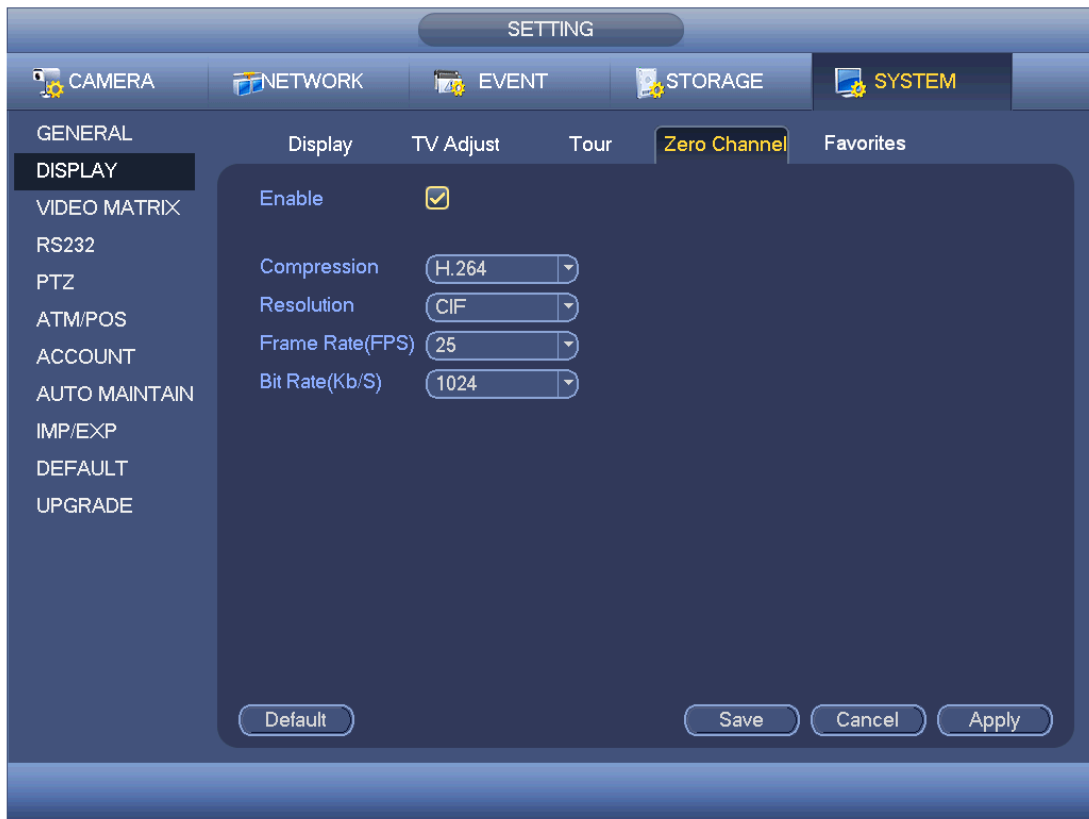 SETTING
CAMERA NETWORK EVENT STORAGE SYSTEM
GENERAL
DISPLAY
VIDEO MATRIX
RS232
PTZ
ATM/POS
ACCOUNT
AUTO MAINTAIN
IMP/EXP
DEFAULT
UPGRADE
Display TV Adjust Tour Zero Channel Favorites
Enable
Compression H.264
Resolution CIF
Frame Rate(FPS) 25
Bit Rate(Kb/S) 1024
Default Save Cancel Apply